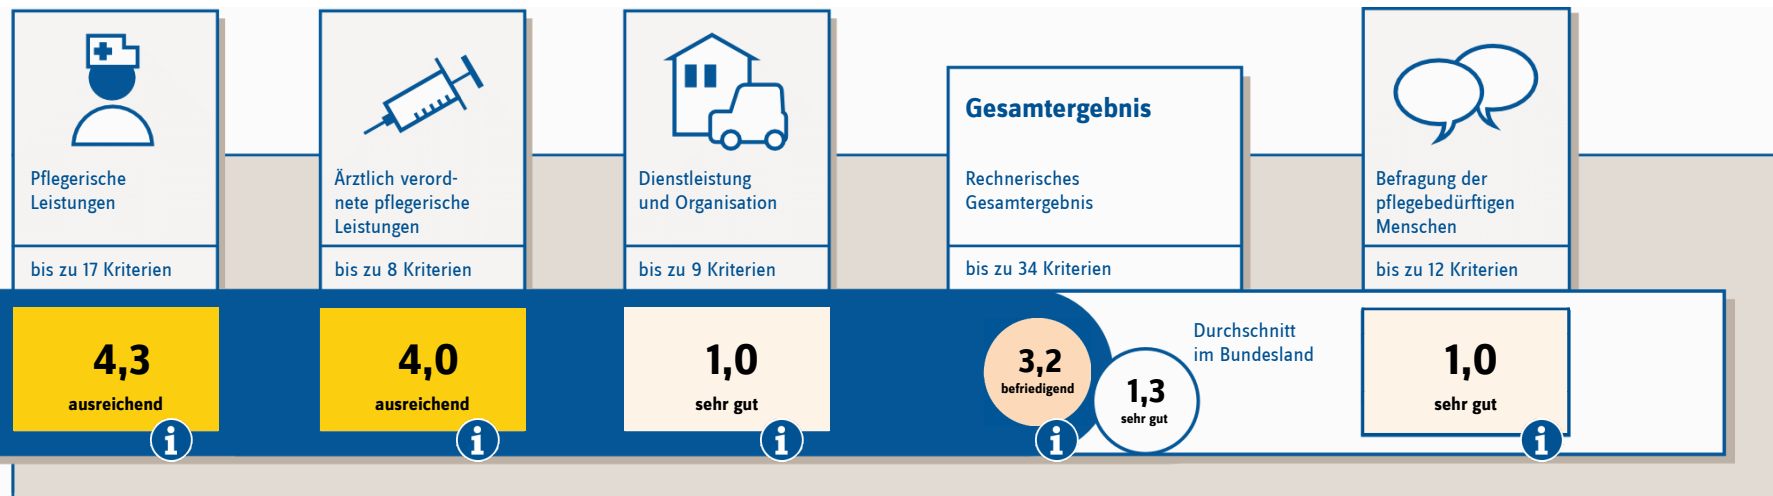 Pflegerische
Leistungen
bis zu 17 Kriterien
4,3
ausreichend
i
Ärztlich verord-
nete pflegerische
Leistungen
bis zu 8 Kriterien
4,0
ausreichend
i
Dienstleistung
und Organisation
bis zu 9 Kriterien
1,0
sehr gut
i
Gesamtergebnis
Rechnerisches
Gesamtergebnis
bis zu 34 Kriterien
3,2
befriedigend
i
1,3
sehr gut
Durchschnitt
im Bundesland
Befragung der
pflegebedürftigen
Menschen
bis zu 12 Kriterien
1,0
sehr gut
i